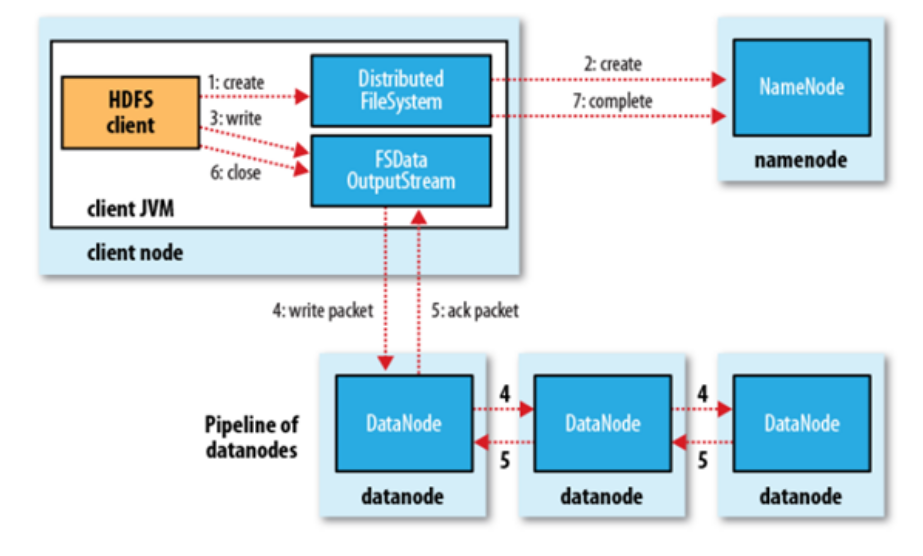 HDFS
client
1: create
3: write
6: close
Distributed
FileSystem
FSData
OutputStream
client JVM
client node
2: create
7: complete
NameNode
namenode
4: write packet
5: ack packet
Pipeline of
datanodes
DataNode
datanode
4
5
DataNode
datanode
4
5
DataNode
datanode